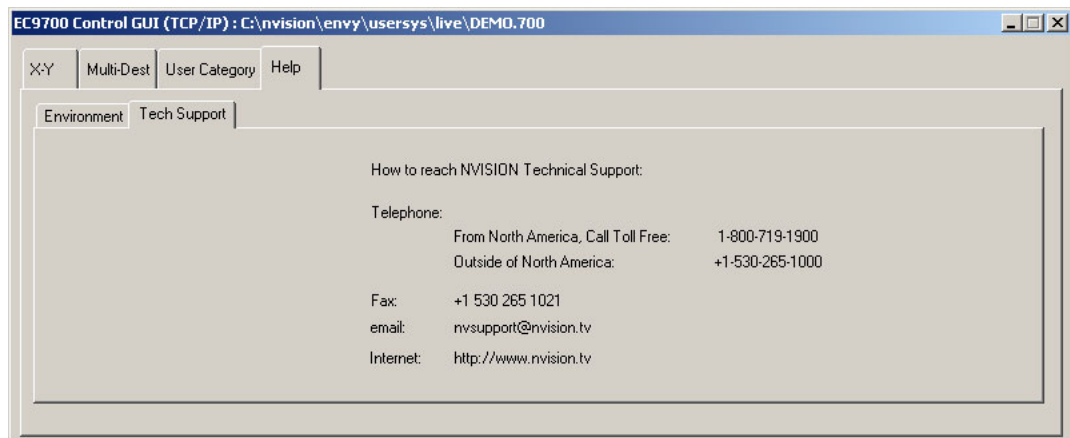 EC9700 Control GUI (TCP/IP) : C:\nvision\envy\usersys\live\DEMO.700
X-Y Multi-Dest User Category Help
Environment Tech Support
How to reach NVISION Technical Support:
Telephone:
From North America, Call Toll Free: 1-800-719-1900
Outside of North America: +1-530-265-1000
Fax: +1 530 265 1021
email: nvsupport@nvision.tv
Internet: http://www.nvision.tv